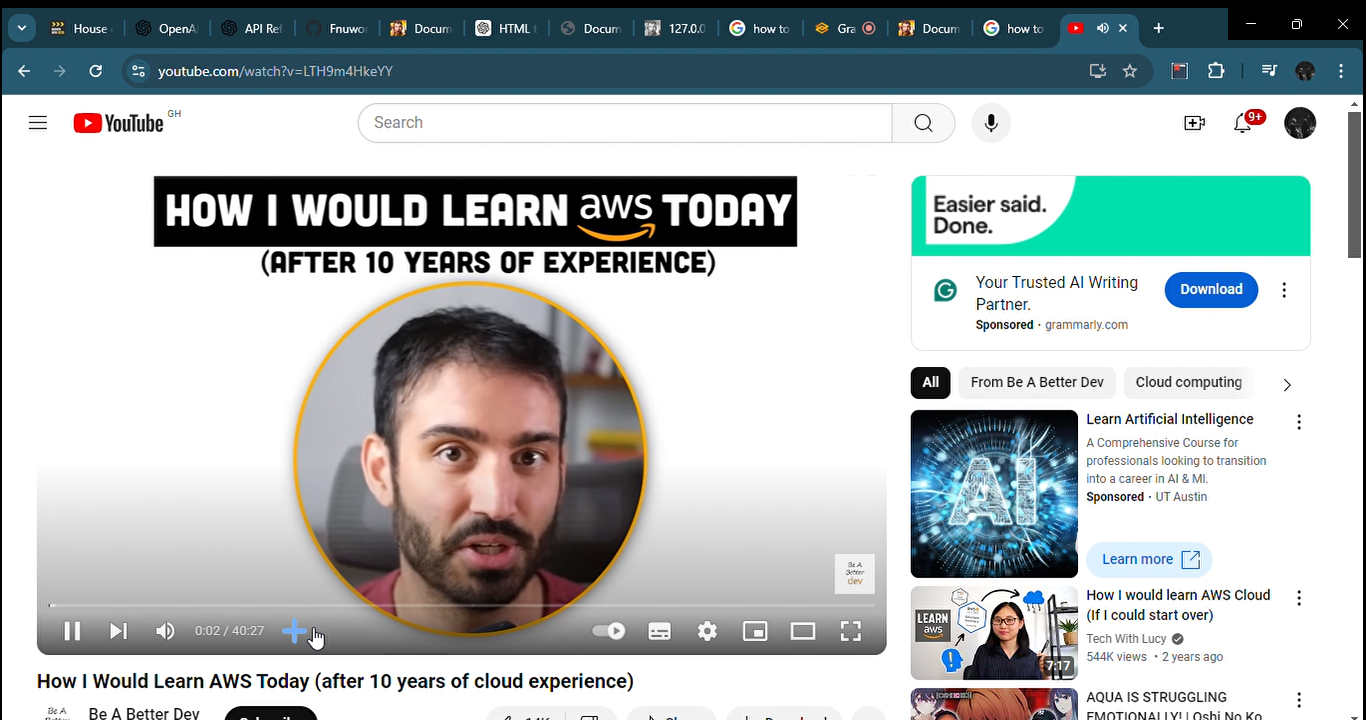 House
OpenAI
API Ref
Fnuwor
Docum
HTML t
Docum
127.0.0
how to
Gra
Docum
how to
youtube.com/watch?v=LTH9m4HkeYY
YouTube GH
Search
9+
HOW I WOULD LEARN aws TODAY
(AFTER 10 YEARS OF EXPERIENCE)
Be A
Better
dev
0:02 / 40:27
How I Would Learn AWS Today (after 10 years of cloud experience)
Be A
Be A Better Dev
Easier said.
Done.
Your Trusted AI Writing
Partner.
Download
Sponsored · grammarly.com
All
From Be A Better Dev
Cloud computing
AI
Learn Artificial Intelligence
A Comprehensive Course for
professionals looking to transition
into a career in AI & ML
Sponsored · UT Austin
Learn more
LEARN
aws
7:17
How I would learn AWS Cloud
(If I could start over)
Tech With Lucy
544K views • 2 years ago
AQUA IS STRUGGLING
EMOTIONALLY! Oshi No Ko